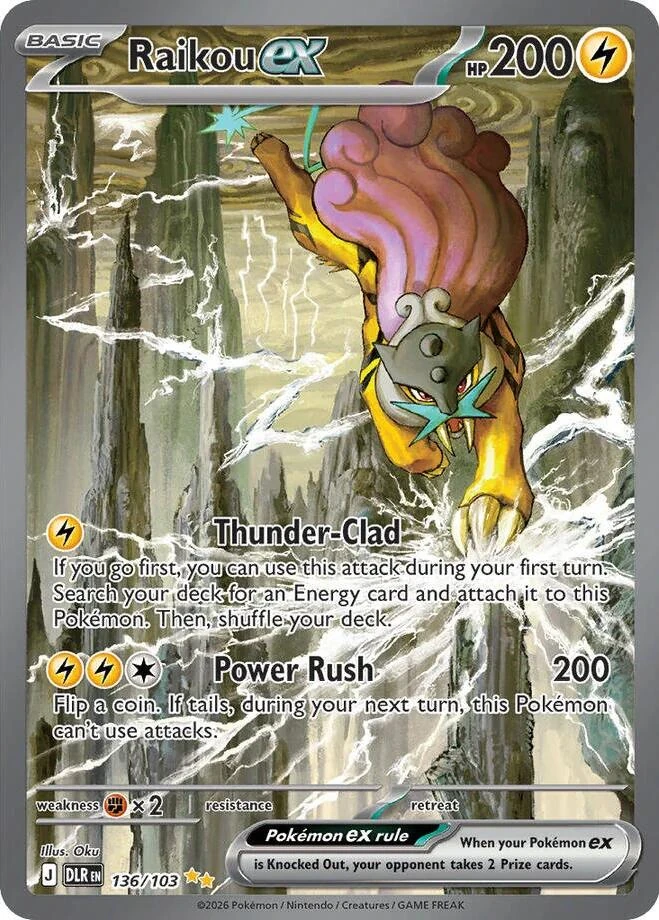 BASIC Raikou ex HP 200
Thunder-Clad
If you go first, you can use this attack during your first turn.
Search your deck for an Energy card and attach it to this
Pokémon. Then, shuffle your deck.
Power Rush 200
Flip a coin. If tails, during your next turn, this Pokémon
can't use attacks.
weakness ×2 resistance retreat
Pokémon ex rule When your Pokémon ex
is Knocked Out, your opponent takes 2 Prize cards.
Illus. Oku
J DLR EN 136/103
©2026 Pokémon / Nintendo / Creatures / GAME FREAK